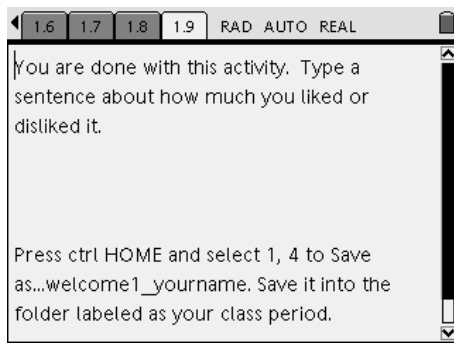 1.6 1.7 1.8 1.9 RAD AUTO REAL
You are done with this activity. Type a
sentence about how much you liked or
disliked it.
Press ctrl HOME and select 1, 4 to Save
as...welcome1_yourname. Save it into the
folder labeled as your class period.